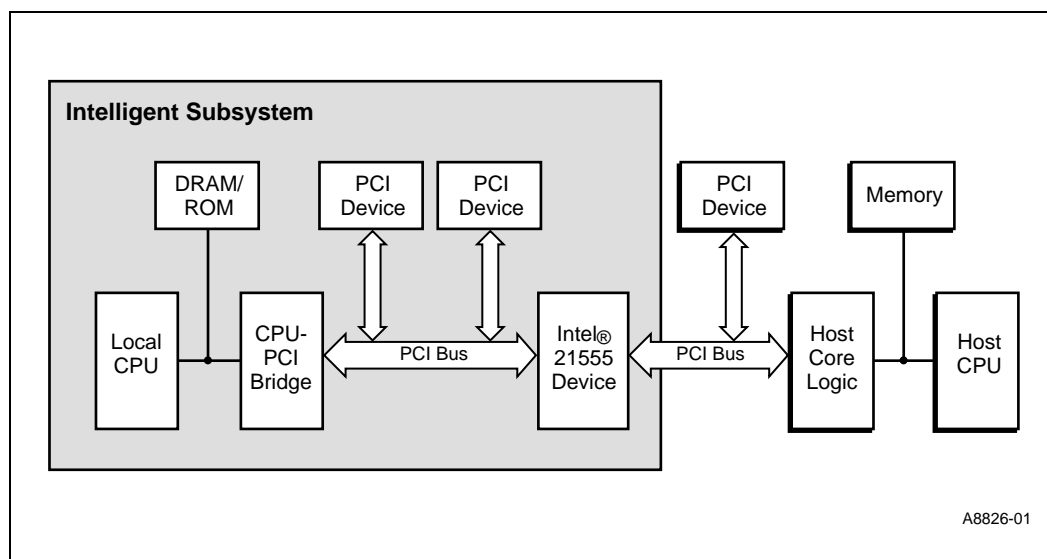 Intelligent Subsystem
DRAM/
ROM
PCI
Device
PCI
Device
PCI
Device
Memory
Local
CPU
CPU-
PCI
Bridge
PCI Bus
Intel®
21555
Device
PCI Bus
Host
Core
Logic
Host
CPU
A8826-01